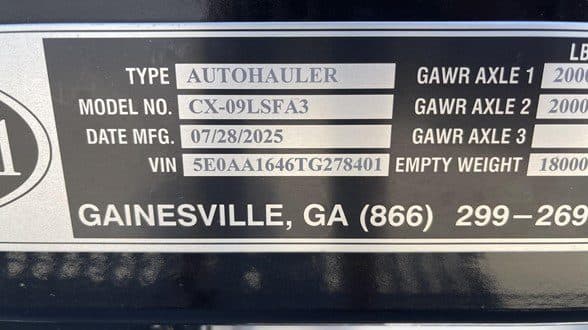 LB
TYPE AUTOHAULER GAWR AXLE 1 2000
MODEL NO. CX-09LSFA3 GAWR AXLE 2 2000
DATE MFG. 07/28/2025 GAWR AXLE 3
VIN 5E0AA1646TG278401 EMPTY WEIGHT 18000
GAINESVILLE, GA (866) 299-269